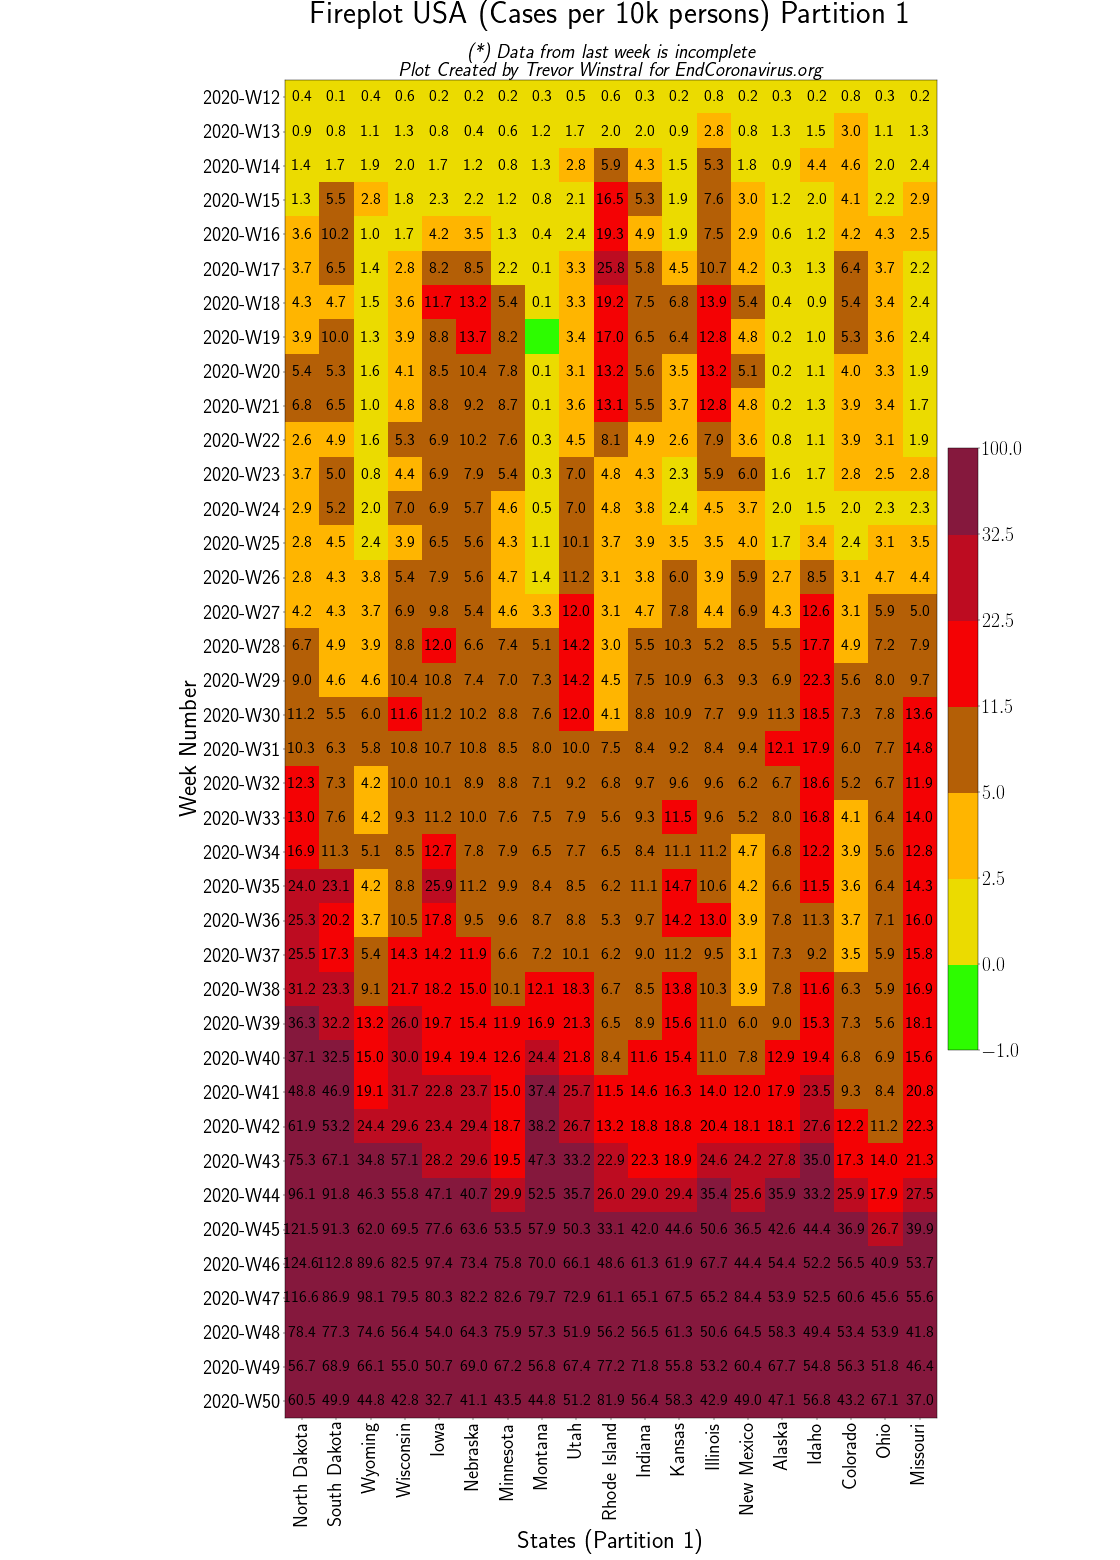 Fireplot USA (Cases per 10k persons) Partition 1
(*) Data from last week is incomplete
Plot Created by Trevor Winstral for EndCoronavirus.org
2020-W12 0.4 0.1 0.4 0.6 0.2 0.2 0.2 0.3 0.5 0.6 0.3 0.2 0.8 0.2 0.3 0.2 0.8 0.3 0.2
2020-W13 0.9 0.8 1.1 1.3 0.8 0.4 0.6 1.2 1.7 2.0 2.0 0.9 2.8 0.8 1.3 1.5 3.0 1.1 1.3
2020-W14 1.4 1.7 1.9 2.0 1.7 1.2 0.8 1.3 2.8 5.9 4.3 1.5 5.3 1.8 0.9 4.4 4.6 2.0 2.4
2020-W15 1.3 5.5 2.8 1.8 2.3 2.2 1.2 0.8 2.1 16.5 5.3 1.9 7.6 3.0 1.2 2.0 4.1 2.2 2.9
2020-W16 3.6 10.2 1.0 1.7 4.2 3.5 1.3 0.4 2.4 19.3 4.9 1.9 7.5 2.9 0.6 1.2 4.2 4.3 2.5
2020-W17 3.7 6.5 1.4 2.8 8.2 8.5 2.2 0.1 3.3 25.8 5.8 4.5 10.7 4.2 0.3 1.3 6.4 3.7 2.2
2020-W18 4.3 4.7 1.5 3.6 11.7 13.2 5.4 0.1 3.3 19.2 7.5 6.8 13.9 5.4 0.4 0.9 5.4 3.4 2.4
2020-W19 3.9 10.0 1.3 3.9 8.8 13.7 8.2 3.4 17.0 6.5 6.4 12.8 4.8 0.2 1.0 5.3 3.6 2.4
2020-W20 5.4 5.3 1.6 4.1 8.5 10.4 7.8 0.1 3.1 13.2 5.6 3.5 13.2 5.1 0.2 1.1 4.0 3.3 1.9
2020-W21 6.8 6.5 1.0 4.8 8.8 9.2 8.7 0.1 3.6 13.1 5.5 3.7 12.8 4.8 0.2 1.3 3.9 3.4 1.7
2020-W22 2.6 4.9 1.6 5.3 6.9 10.2 7.6 0.3 4.5 8.1 4.9 2.6 7.9 3.6 0.8 1.1 3.9 3.1 1.9
2020-W23 3.7 5.0 0.8 4.4 6.9 7.9 5.4 0.3 7.0 4.8 4.3 2.3 5.9 6.0 1.6 1.7 2.8 2.5 2.8
2020-W24 2.9 5.2 2.0 7.0 6.9 5.7 4.6 0.5 7.0 4.8 3.8 2.4 4.5 3.7 2.0 1.5 2.0 2.3 2.3
2020-W25 2.8 4.5 2.4 3.9 6.5 5.6 4.3 1.1 10.1 3.7 3.9 3.5 3.5 4.0 1.7 3.4 2.4 3.1 3.5
2020-W26 2.8 4.3 3.8 5.4 7.9 5.6 4.7 1.4 11.2 3.1 3.8 6.0 3.9 5.9 2.7 8.5 3.1 4.7 4.4
2020-W27 4.2 4.3 3.7 6.9 9.8 5.4 4.6 3.3 12.0 3.1 4.7 7.8 4.4 6.9 4.3 12.6 3.1 5.9 5.0
2020-W28 6.7 4.9 3.9 8.8 12.0 6.6 7.4 5.1 14.2 3.0 5.5 10.3 5.2 8.5 5.5 17.7 4.9 7.2 7.9
2020-W29 9.0 4.6 4.6 10.4 10.8 7.4 7.0 7.3 14.2 4.5 7.5 10.9 6.3 9.3 6.9 22.3 5.6 8.0 9.7
2020-W30 11.2 5.5 6.0 11.6 11.2 10.2 8.8 7.6 12.0 4.1 8.8 10.9 7.7 9.9 11.3 18.5 7.3 7.8 13.6
2020-W31 10.3 6.3 5.8 10.8 10.7 10.8 8.5 8.0 10.0 7.5 8.4 9.2 8.4 9.4 12.1 17.9 6.0 7.7 14.8
2020-W32 12.3 7.3 4.2 10.0 10.1 8.9 8.8 7.1 9.2 6.8 9.7 9.6 9.6 6.2 6.7 18.6 5.2 6.7 11.9
2020-W33 13.0 7.6 4.2 9.3 11.2 10.0 7.6 7.5 7.9 5.6 9.3 11.5 9.6 5.2 8.0 16.8 4.1 6.4 14.0
2020-W34 16.9 11.3 5.1 8.5 12.7 7.8 7.9 6.5 7.7 6.5 8.4 11.1 11.2 4.7 6.8 12.2 3.9 5.6 12.8
2020-W35 24.0 23.1 4.2 8.8 25.9 11.2 9.9 8.4 8.5 6.2 11.1 14.7 10.6 4.2 6.6 11.5 3.6 6.4 14.3
2020-W36 25.3 20.2 3.7 10.5 17.8 9.5 9.6 8.7 8.8 5.3 9.7 14.2 13.0 3.9 7.8 11.3 3.7 7.1 16.0
2020-W37 25.5 17.3 5.4 14.3 14.2 11.9 6.6 7.2 10.1 6.2 9.0 11.2 9.5 3.1 7.3 9.2 3.5 5.9 15.8
2020-W38 31.2 23.3 9.1 21.7 18.2 15.0 10.1 12.1 18.3 6.7 8.5 13.8 10.3 3.9 7.8 11.6 6.3 5.9 16.9
2020-W39 36.3 32.2 13.2 26.0 19.7 15.4 11.9 16.9 21.3 6.5 8.9 15.6 11.0 6.0 9.0 15.3 7.3 5.6 18.1
2020-W40 37.1 32.5 15.0 30.0 19.4 19.4 12.6 24.4 21.8 8.4 11.6 15.4 11.0 7.8 12.9 19.4 6.8 6.9 15.6
2020-W41 48.8 46.9 19.1 31.7 22.8 23.7 15.0 37.4 25.7 11.5 14.6 16.3 14.0 12.0 17.9 23.5 9.3 8.4 20.8
2020-W42 61.9 53.2 24.4 29.6 23.4 29.4 18.7 38.2 26.7 13.2 18.8 18.8 20.4 18.1 18.1 27.6 12.2 11.2 22.3
2020-W43 75.3 67.1 34.8 57.1 28.2 29.6 19.5 47.3 33.2 22.9 22.3 18.9 24.6 24.2 27.8 35.0 17.3 14.0 21.3
2020-W44 96.1 91.8 46.3 55.8 47.1 40.7 29.9 52.5 35.7 26.0 29.0 29.4 35.4 25.6 35.9 33.2 25.9 17.9 27.5
2020-W45 121.5 91.3 62.0 69.5 77.6 63.6 53.5 57.9 50.3 33.1 42.0 44.6 50.6 36.5 42.6 44.4 36.9 26.7 39.9
2020-W46 124.6 112.8 89.6 82.5 97.4 73.4 75.8 70.0 66.1 48.6 61.3 61.9 67.7 44.4 54.4 52.2 56.5 40.9 53.7
2020-W47 116.6 86.9 98.1 79.5 80.3 82.2 82.6 79.7 72.9 61.1 65.1 67.5 65.2 84.4 53.9 52.5 60.6 45.6 55.6
2020-W48 78.4 77.3 74.6 56.4 54.0 64.3 75.9 57.3 51.9 56.2 56.5 61.3 50.6 64.5 58.3 49.4 53.4 53.9 41.8
2020-W49 56.7 68.9 66.1 55.0 50.7 69.0 67.2 56.8 67.4 77.2 71.8 55.8 53.2 60.4 67.7 54.8 56.3 51.8 46.4
2020-W50 60.5 49.9 44.8 42.8 32.7 41.1 43.5 44.8 51.2 81.9 56.4 58.3 42.9 49.0 47.1 56.8 43.2 67.1 37.0
North Dakota South Dakota Wyoming Wisconsin Iowa Nebraska Minnesota Montana Utah Rhode Island Indiana Kansas Illinois New Mexico Alaska Idaho Colorado Ohio Missouri
States (Partition 1)
Week Number
100.0
32.5
22.5
11.5
5.0
2.5
0.0
−1.0